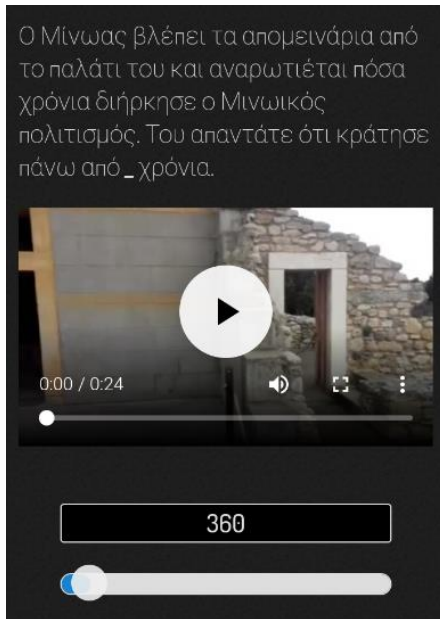 Ο Μίνωας βλέπει τα απομεινάρια από
το παλάτι του και αναρωτιέται πόσα
χρόνια διήρκησε ο Μινωικός
πολιτισμός. Του απαντάτε ότι κράτησε
πάνω από _ χρόνια.
0:00 / 0:24
360